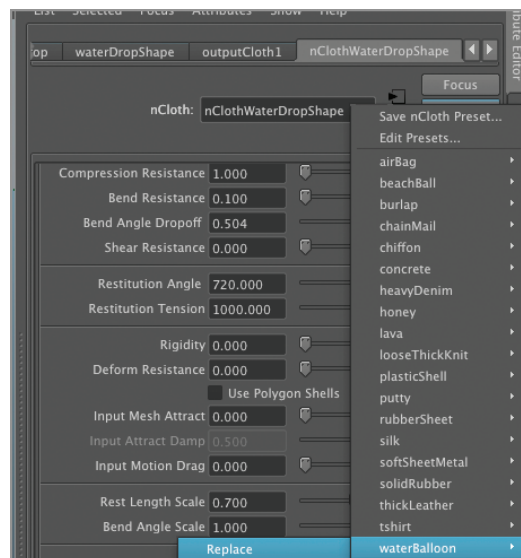 List Selected Focus Attributes Show Help
op waterDropShape outputCloth1 nClothWaterDropShape
Focus
nCloth: nClothWaterDropShape
Save nCloth Preset...
Edit Presets...
airBag
beachBall
burlap
chainMail
chiffon
concrete
heavyDenim
honey
lava
looseThickKnit
plasticShell
putty
rubberSheet
silk
softSheetMetal
solidRubber
thickLeather
tshirt
waterBalloon
Replace
Compression Resistance 1.000
Bend Resistance 0.100
Bend Angle Dropoff 0.504
Shear Resistance 0.000
Restitution Angle 720.000
Restitution Tension 1000.000
Rigidity 0.000
Deform Resistance 0.000
Use Polygon Shells
Input Mesh Attract 0.000
Input Attract Damp 0.500
Input Motion Drag 0.000
Rest Length Scale 0.700
Bend Angle Scale 1.000
bute Editor